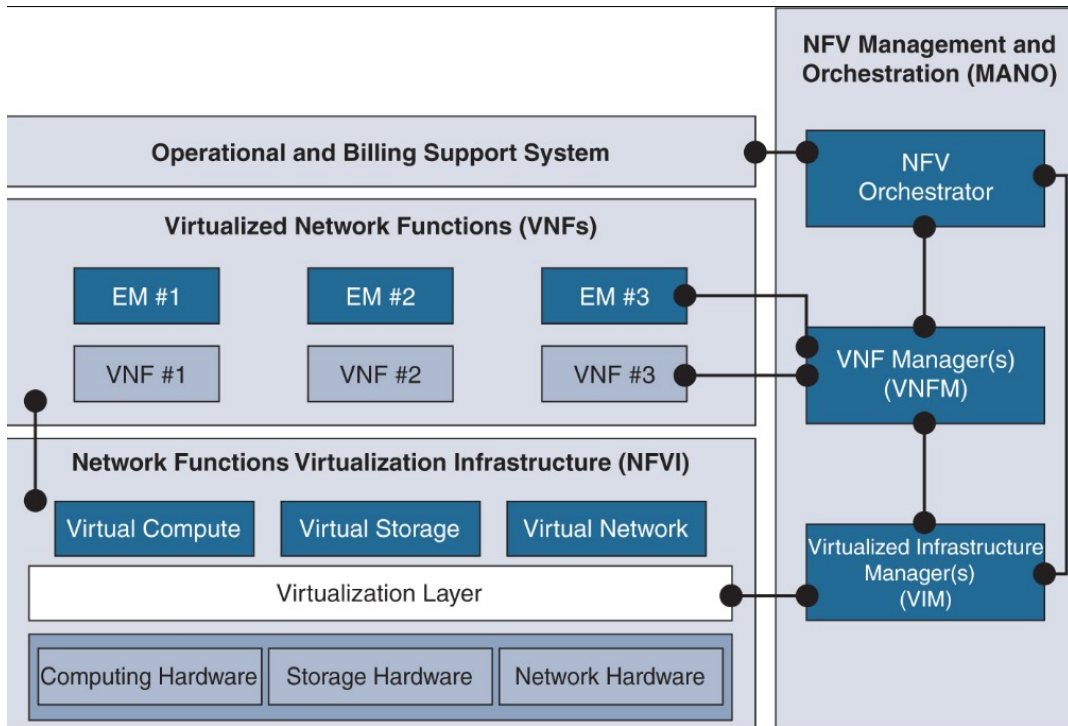 NFV Management and
Orchestration (MANO)
Operational and Billing Support System
NFV
Orchestrator
Virtualized Network Functions (VNFs)
EM #1
EM #2
EM #3
VNF #1
VNF #2
VNF #3
VNF Manager(s)
(VNFM)
Network Functions Virtualization Infrastructure (NFVI)
Virtual Compute
Virtual Storage
Virtual Network
Virtualization Layer
Virtualized Infrastructure
Manager(s)
(VIM)
Computing Hardware
Storage Hardware
Network Hardware